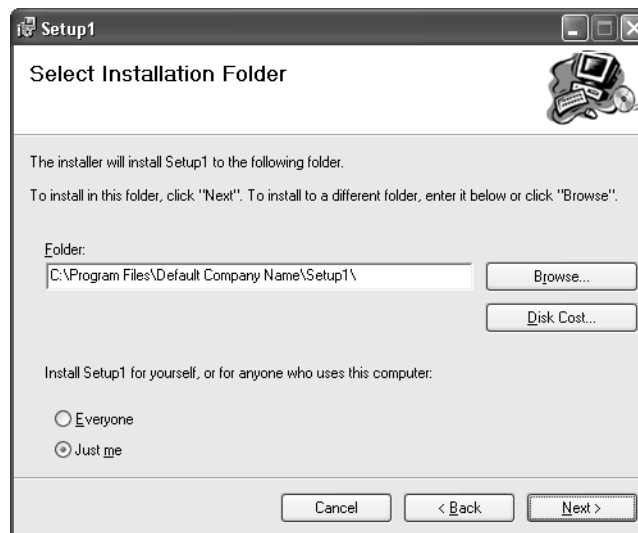 Setup1
Select Installation Folder
The installer will install Setup1 to the following folder.
To install in this folder, click "Next". To install to a different folder, enter it below or click "Browse".
Folder:
C:\Program Files\Default Company Name\Setup1\
Browse...
Disk Cost...
Install Setup1 for yourself, or for anyone who uses this computer:
Everyone
Just me
Cancel
< Back
Next >